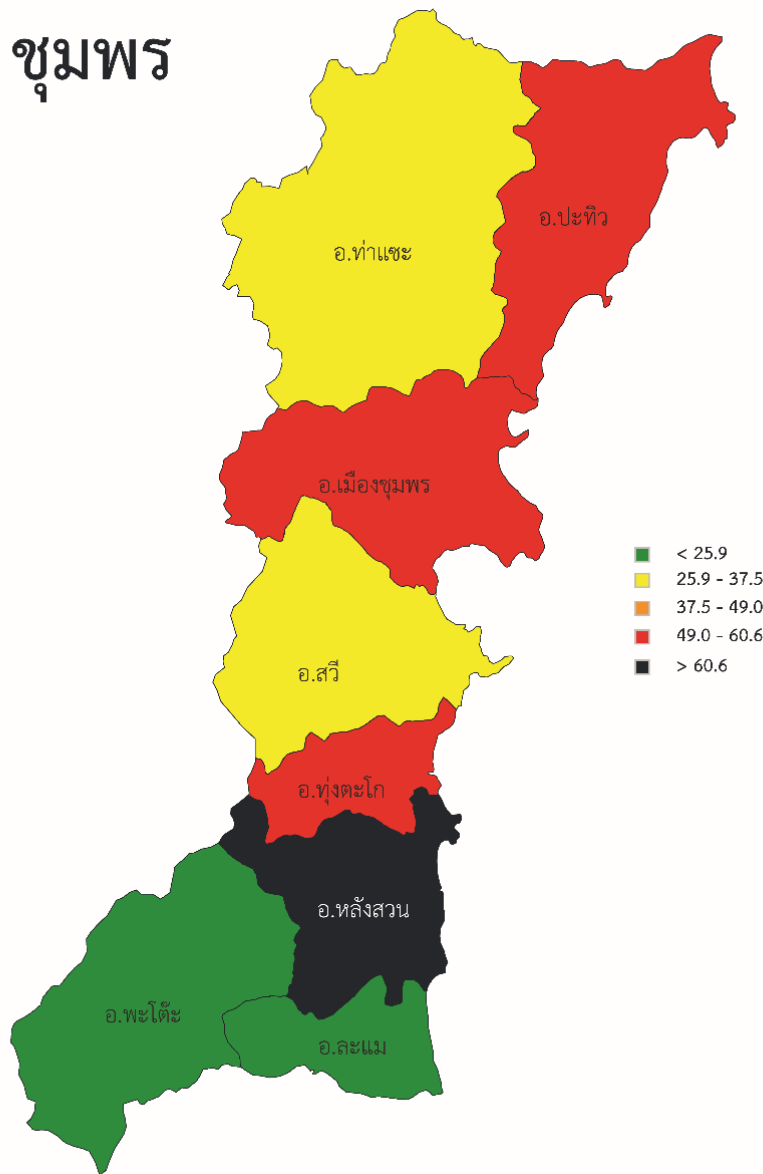 ชุมพร
อ.ปะทิว
อ.ท่าแซะ
อ.เมืองชุมพร
< 25.9
25.9 - 37.5
37.5 - 49.0
49.0 - 60.6
> 60.6
อ.สวี
อ.ทุ่งตะโก
อ.หลังสวน
อ.พะโต๊ะ
อ.ละแม